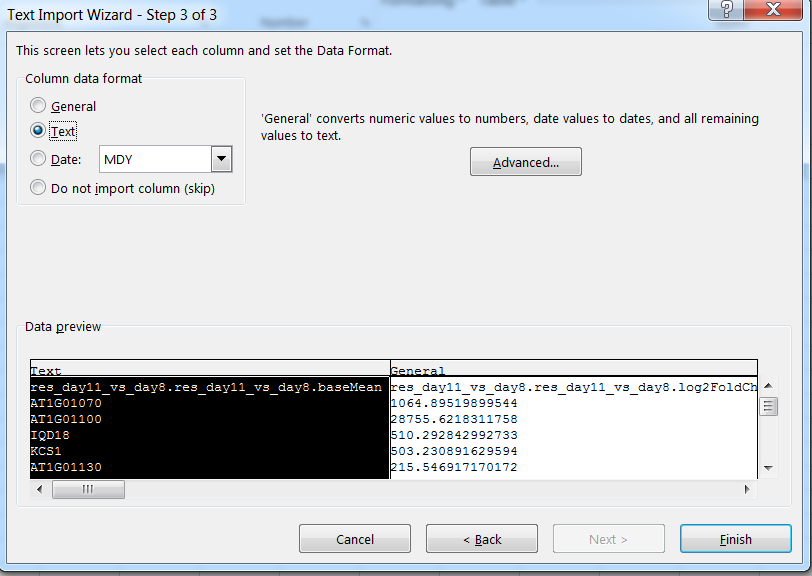 Text Import Wizard - Step 3 of 3
This screen lets you select each column and set the Data Format.
Column data format
General
Text
Date: MDY
Do not import column (skip)
'General' converts numeric values to numbers, date values to dates, and all remaining
values to text.
Advanced...
Data preview
Text General
res_day11_vs_day8.res_day11_vs_day8.baseMean res_day11_vs_day8.res_day11_vs_day8.log2FoldCh
AT1G01070 1064.89519899544
AT1G01100 28755.6218311758
IQD18 510.292842992733
KCS1 503.230891629594
AT1G01130 215.546917170172
Cancel < Back Next > Finish